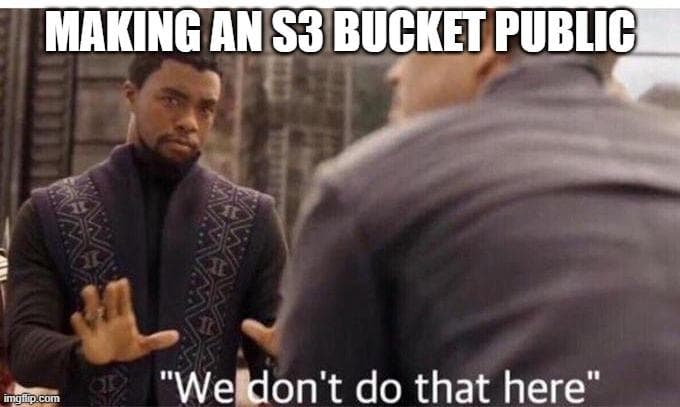 MAKING AN S3 BUCKET PUBLIC
"We don't do that here"
imgflip.com